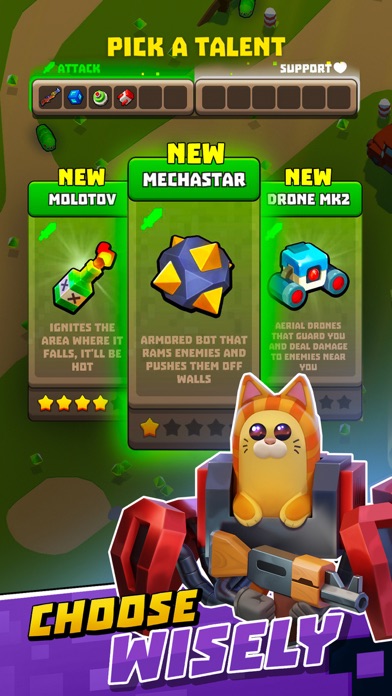 PICK A TALENT
ATTACK
SUPPORT
NEW
MOLOTOV
IGNITES THE
AREA WHERE IT
FALLS, IT'LL BE
HOT
NEW
MECHASTAR
ARMORED BOT THAT
RAMS ENEMIES AND
PUSHES THEM OFF
WALLS
NEW
DRONE MK2
AERIAL DRONES
THAT GUARD YOU
AND DEAL DAMAGE
TO ENEMIES NEAR
YOU
CHOOSE
WISELY